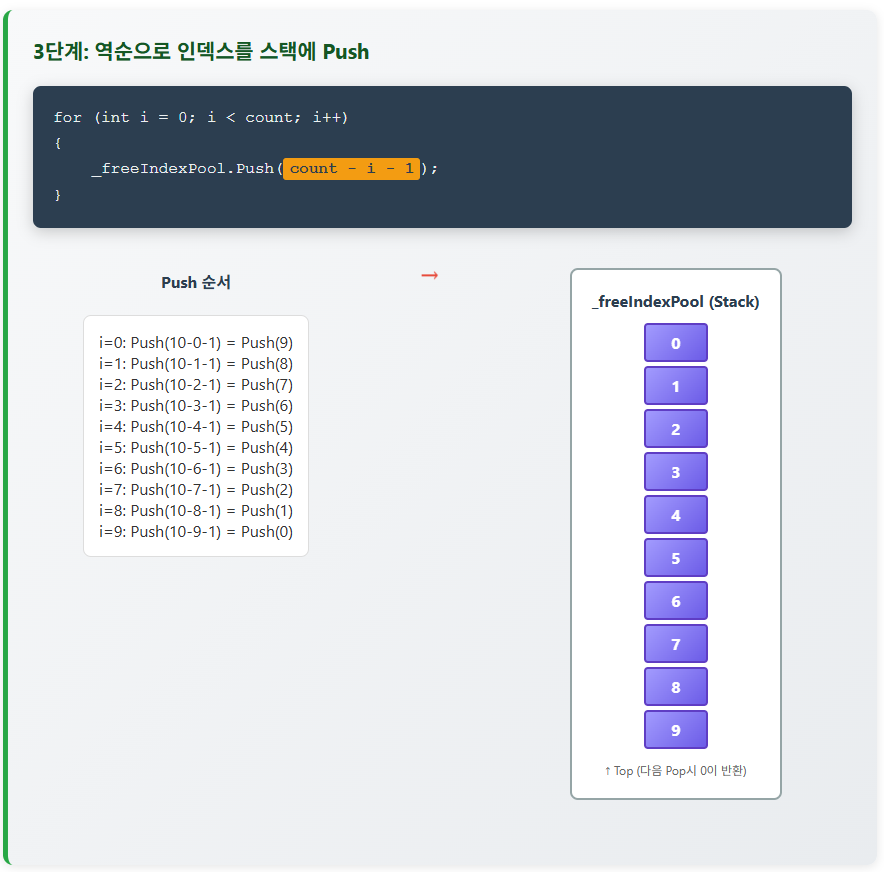 3단계: 역순으로 인덱스를 스택에 Push
for (int i = 0; i < count; i++)
{
_freeIndexPool.Push(count - i - 1);
}
Push 순서
i=0: Push(10-0-1) = Push(9)
i=1: Push(10-1-1) = Push(8)
i=2: Push(10-2-1) = Push(7)
i=3: Push(10-3-1) = Push(6)
i=4: Push(10-4-1) = Push(5)
i=5: Push(10-5-1) = Push(4)
i=6: Push(10-6-1) = Push(3)
i=7: Push(10-7-1) = Push(2)
i=8: Push(10-8-1) = Push(1)
i=9: Push(10-9-1) = Push(0)
→
_freeIndexPool (Stack)
0
1
2
3
4
5
6
7
8
9
↑ Top (다음 Pop시 0이 반환)